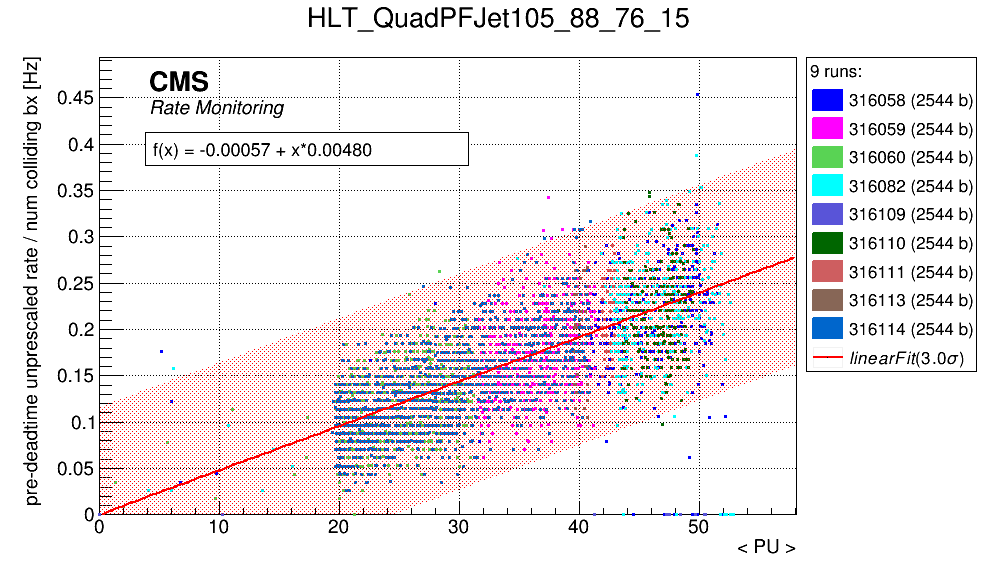 HLT_QuadPFJet105_88_76_15
pre-deadtime unprescaled rate / num colliding bx [Hz]
CMS
Rate Monitoring
f(x) = -0.00057 + x*0.00480
0.45
0.4
0.35
0.3
0.25
0.2
0.15
0.1
0.05
0
0 10 20 30 40 50
< PU >
9 runs:
316058 (2544 b)
316059 (2544 b)
316060 (2544 b)
316082 (2544 b)
316109 (2544 b)
316110 (2544 b)
316111 (2544 b)
316113 (2544 b)
316114 (2544 b)
linearFit(3.0σ)